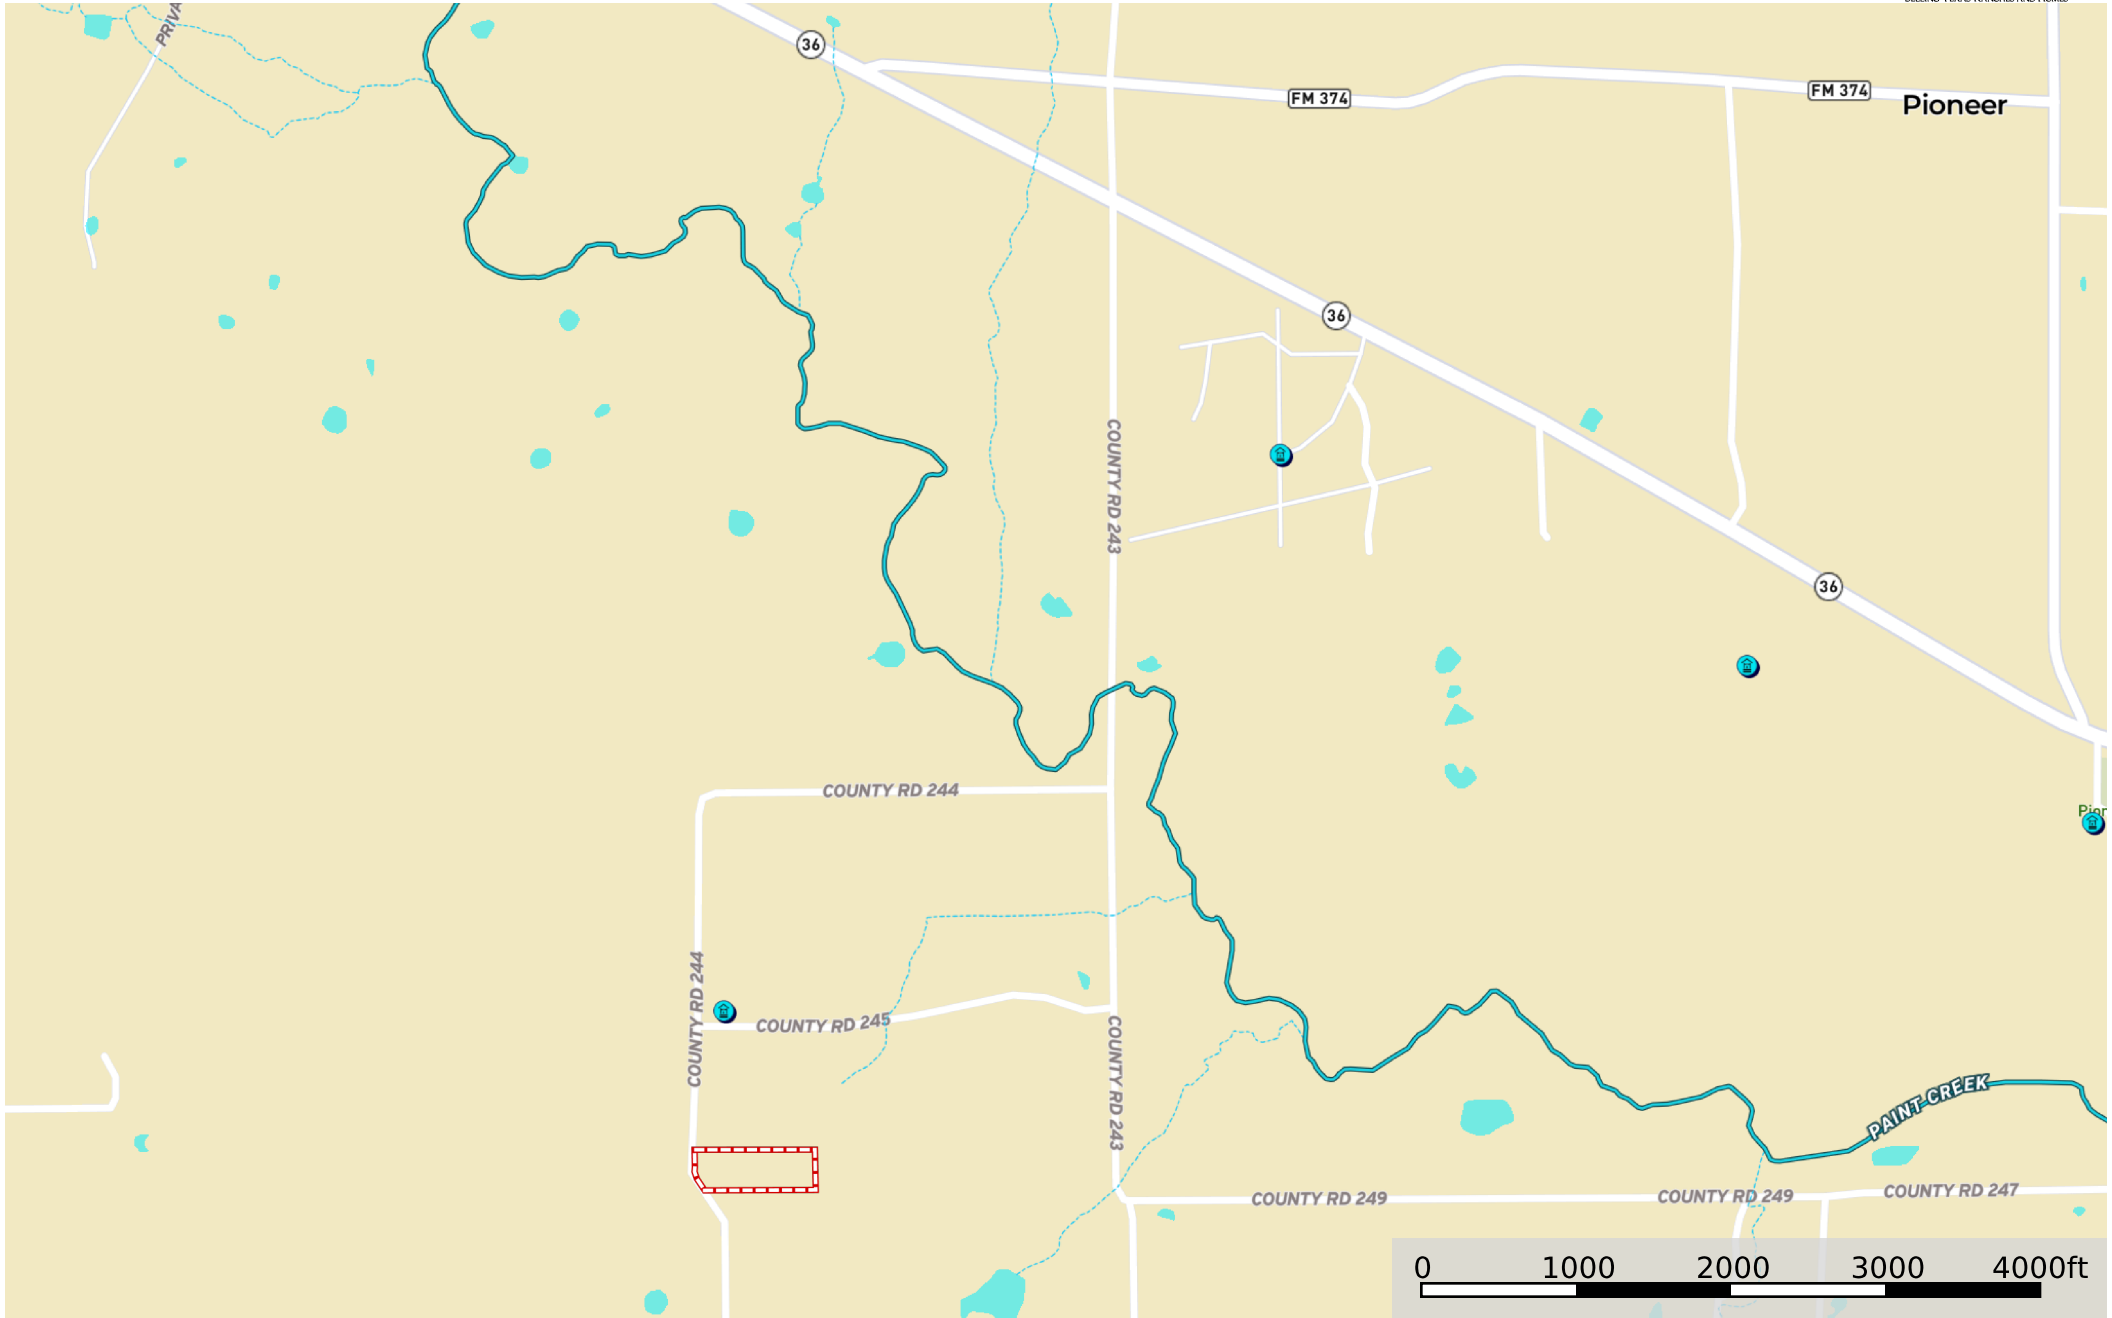 PRIVA
36
FM 374
FM 374
Pioneer
36
COUNTY RD 243
36
COUNTY RD 244
Pion
COUNTY RD 244
COUNTY RD 245
COUNTY RD 243
PAINT CREEK
COUNTY RD 249
COUNTY RD 249
COUNTY RD 247
0 1000 2000 3000 4000ft